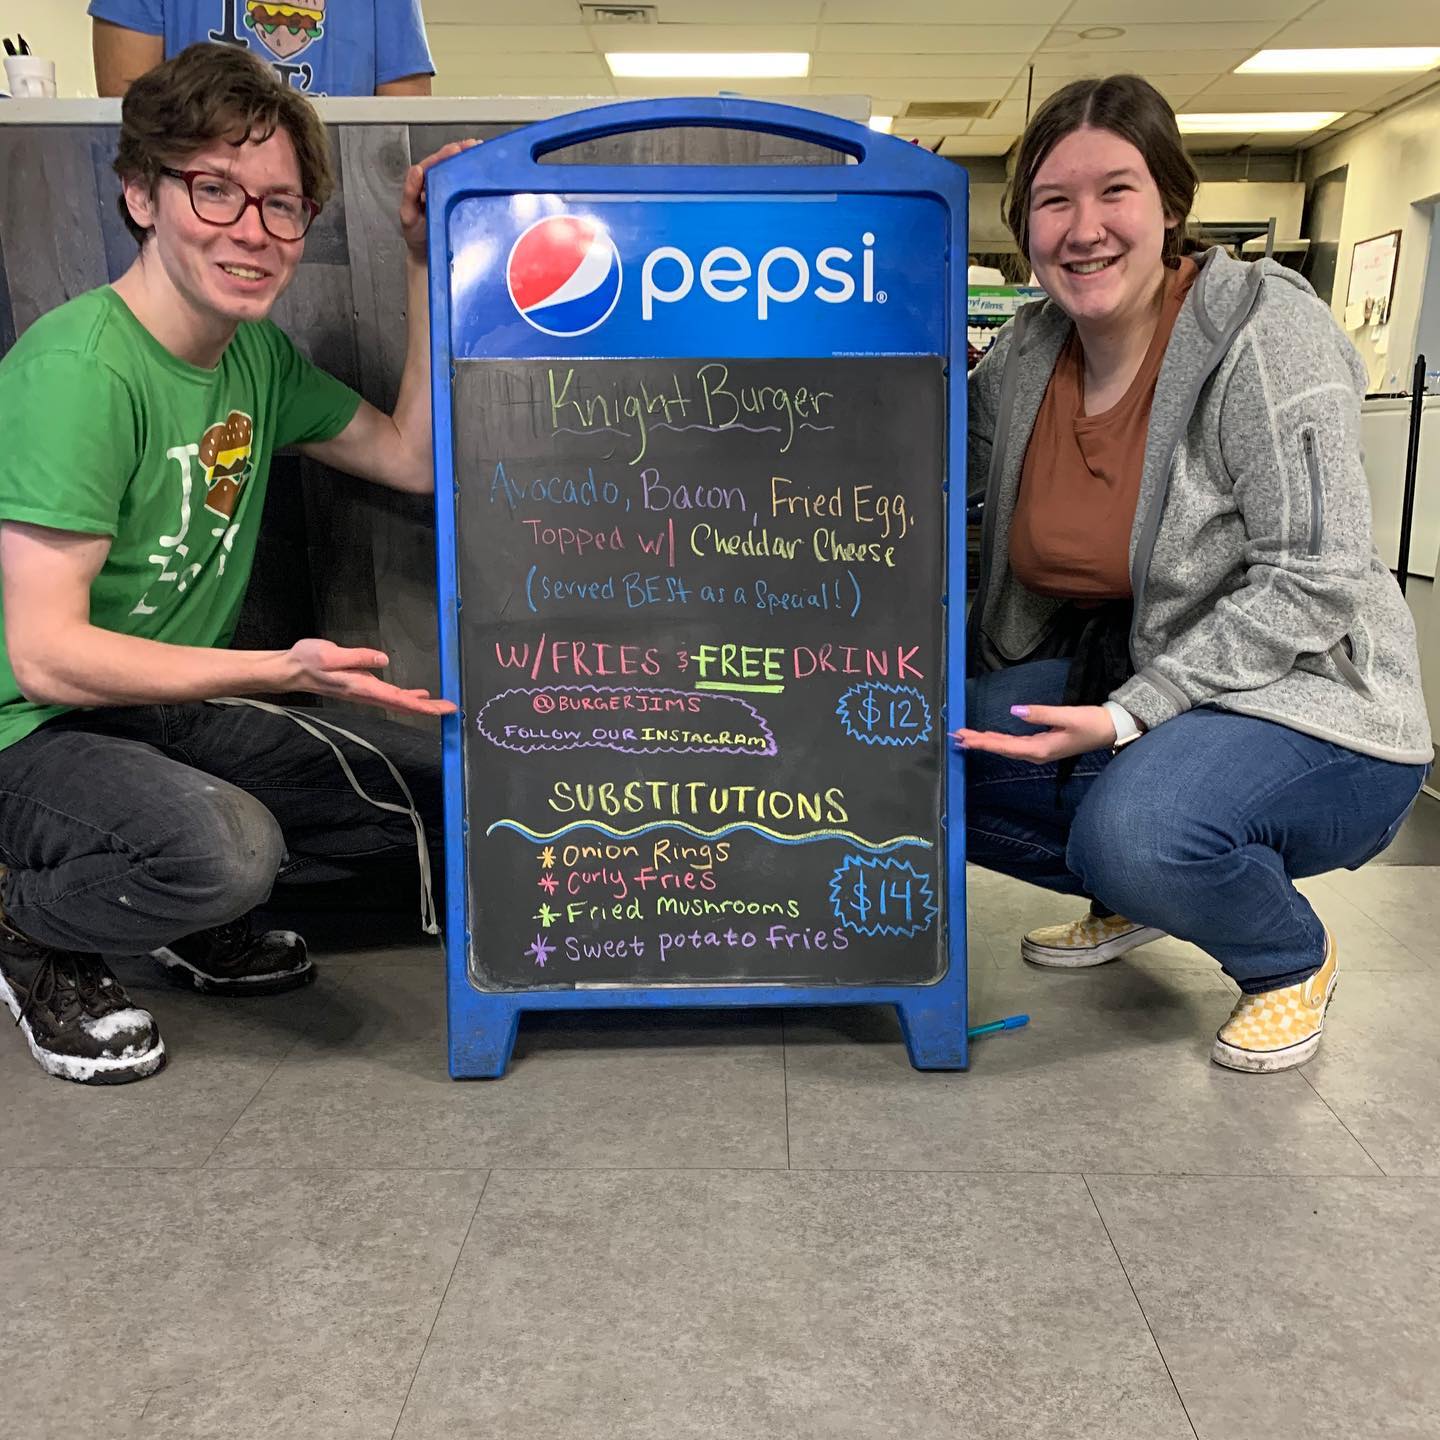 pepsi®
Knight Burger
Avocado, Bacon, Fried Egg,
Topped w/ Cheddar Cheese
(served BEst as a Special!)
W/FRIES & FREE DRINK
@BURGERJIMS
FOLLOW OUR INSTAGRAM
$12
SUBSTITUTIONS
* Onion Rings
* Curly Fries
* Fried Mushrooms
* Sweet potato Fries
$14
I
films